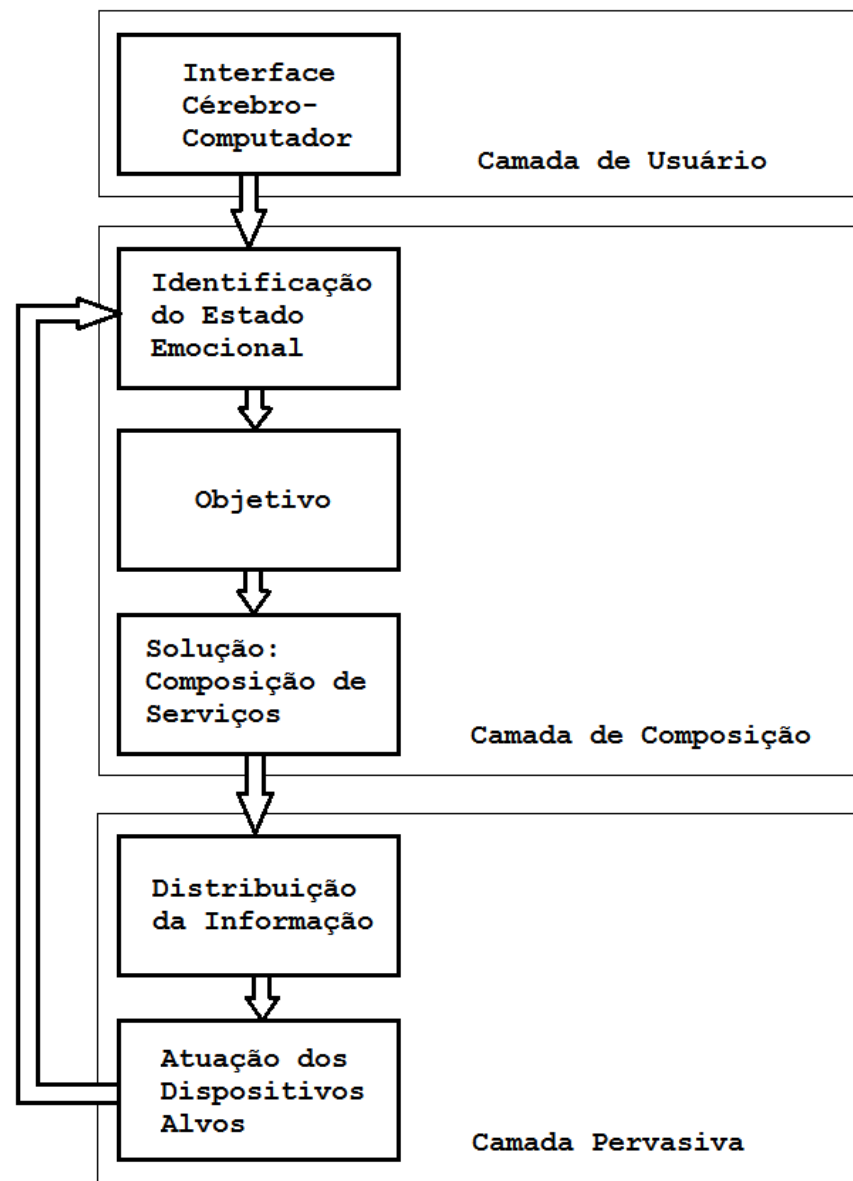 Interface
Cérebro-
Computador
Camada de Usuário
Identificação
do Estado
Emocional
Objetivo
Solução:
Composição de
Serviços
Camada de Composição
Distribuição
da Informação
Atuação dos
Dispositivos
Alvos
Camada Pervasiva